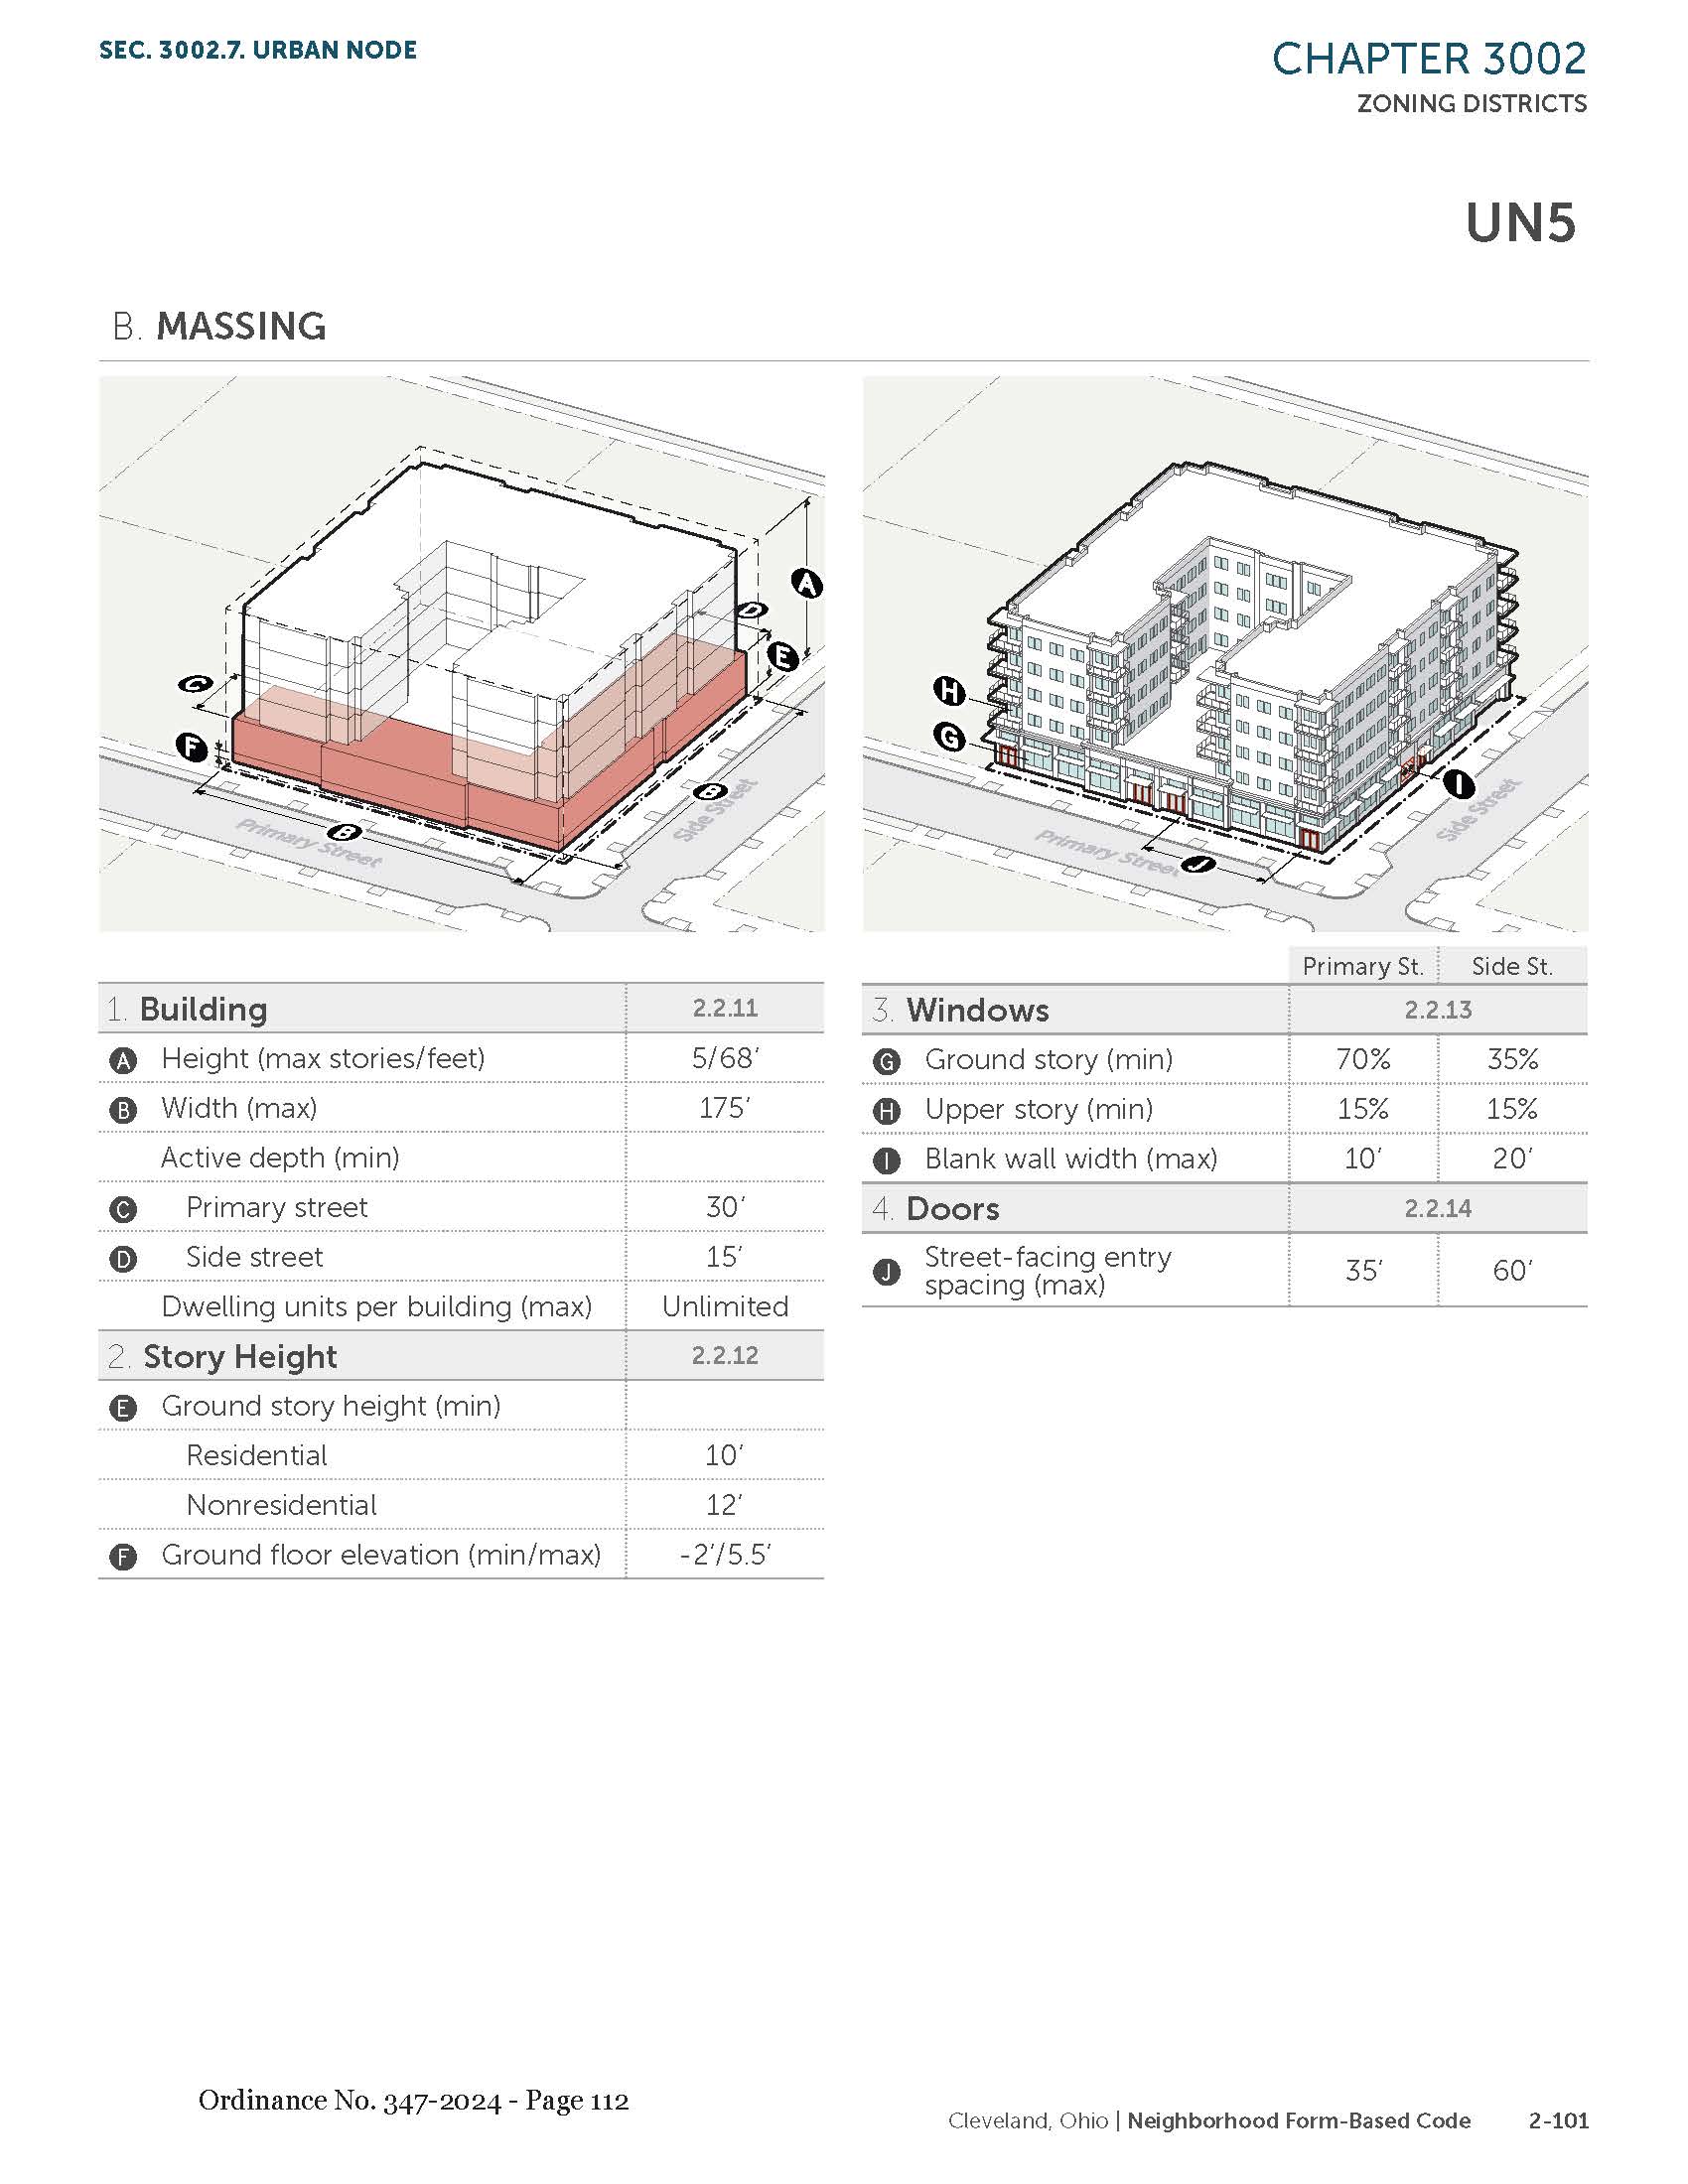 SEC. 3002.7. URBAN NODE
CHAPTER 3002
ZONING DISTRICTS
UN5
B. MASSING
A
D
E
C
F
B
B
Primary Street
Side Street
H
G
I
J
Primary Street
Side Street
1. Building 2.2.11
A Height (max stories/feet) 5/68’
B Width (max) 175’
Active depth (min)
C Primary street 30’
D Side street 15’
Dwelling units per building (max) Unlimited
2. Story Height 2.2.12
E Ground story height (min)
Residential 10’
Nonresidential 12’
F Ground floor elevation (min/max) -2’/5.5’
Primary St. Side St.
3. Windows 2.2.13
G Ground story (min) 70% 35%
H Upper story (min) 15% 15%
I Blank wall width (max) 10’ 20’
4. Doors 2.2.14
J Street-facing entry
spacing (max) 35’ 60’
Ordinance No. 347-2024 - Page 112
Cleveland, Ohio | Neighborhood Form-Based Code 2-101